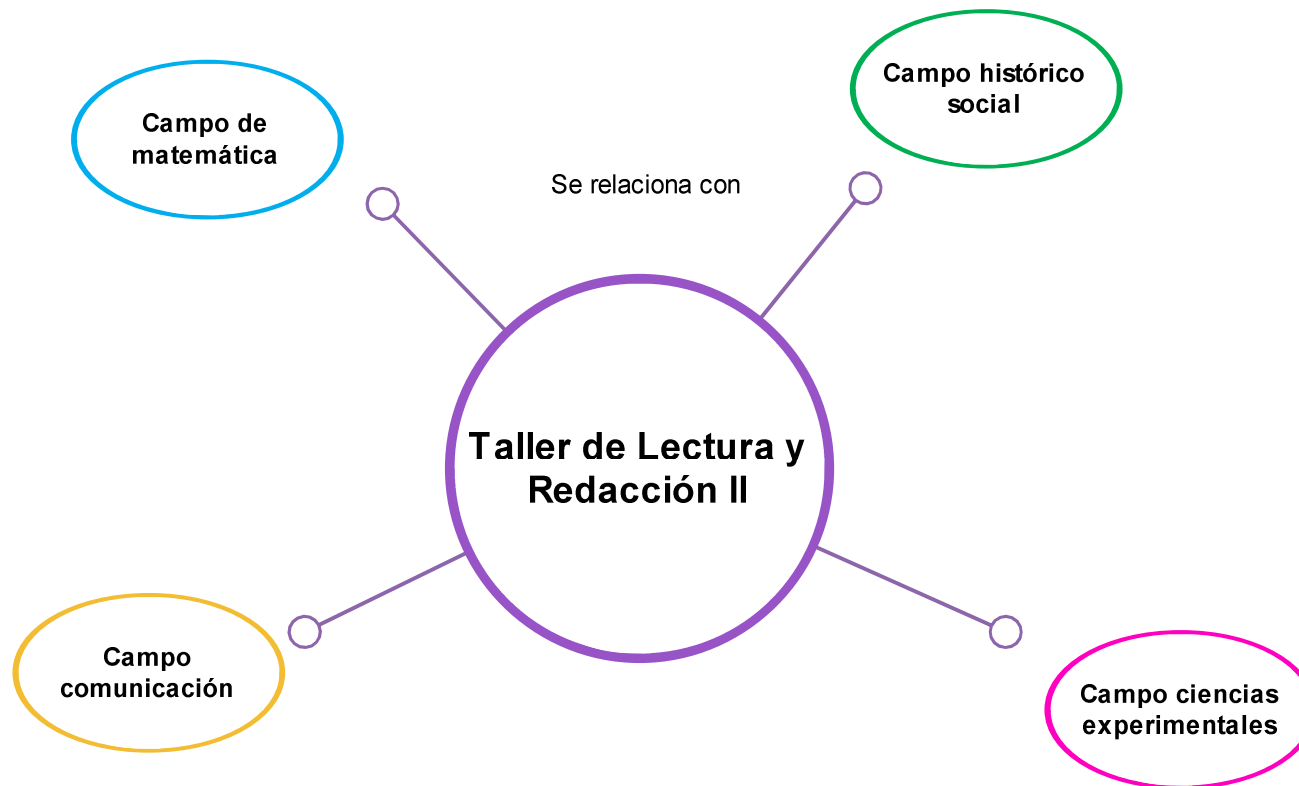 Campo histórico
social
Campo de
matemática
Se relaciona con
Taller de Lectura y
Redacción II
Campo
comunicación
Campo ciencias
experimentales